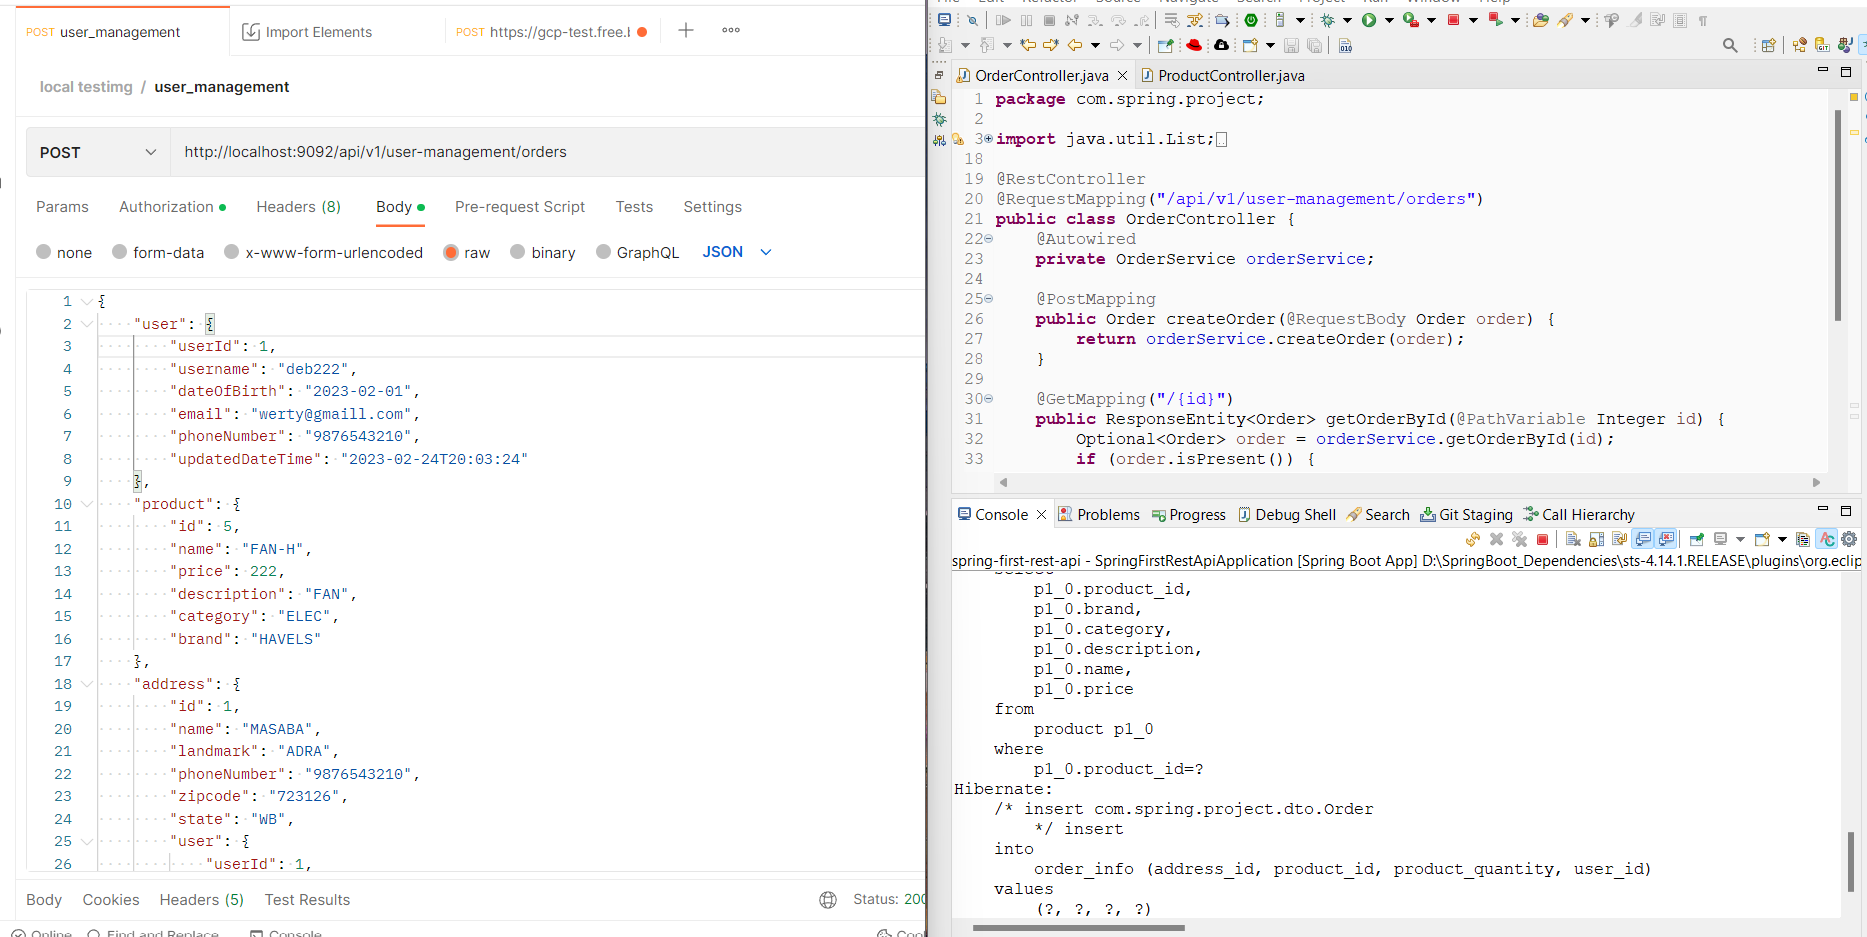 POST user_management
Import Elements
POST https://gcp-test.free.l
local testimg / user_management
POST
http://localhost:9092/api/v1/user-management/orders
Params
Authorization
Headers (8)
Body
Pre-request Script
Tests
Settings
none
form-data
x-www-form-urlencoded
raw
binary
GraphQL
JSON
1 {
2 "user": {
3 "userId": 1,
4 "username": "deb222",
5 "dateOfBirth": "2023-02-01",
6 "email": "werty@gmaill.com",
7 "phoneNumber": "9876543210",
8 "updatedDateTime": "2023-02-24T20:03:24"
9 },
10 "product": {
11 "id": 5,
12 "name": "FAN-H",
13 "price": 222,
14 "description": "FAN",
15 "category": "ELEC",
16 "brand": "HAVELS"
17 },
18 "address": {
19 "id": 1,
20 "name": "MASABA",
21 "landmark": "ADRA",
22 "phoneNumber": "9876543210",
23 "zipcode": "723126",
24 "state": "WB",
25 "user": {
26 "userId": 1,
Body
Cookies
Headers (5)
Test Results
Status: 200
Online
Find and Replace
Console
Refactor
Source
Navigate
Search
Project
Run
Window
Help
OrderController.java
ProductController.java
1 package com.spring.project;
2
3 import java.util.List;
18
19 @RestController
20 @RequestMapping("/api/v1/user-management/orders")
21 public class OrderController {
22 @Autowired
23 private OrderService orderService;
24
25 @PostMapping
26 public Order createOrder(@RequestBody Order order) {
27 return orderService.createOrder(order);
28 }
29
30 @GetMapping("/{id}")
31 public ResponseEntity<Order> getOrderById(@PathVariable Integer id) {
32 Optional<Order> order = orderService.getOrderById(id);
33 if (order.isPresent()) {
Console
Problems
Progress
Debug Shell
Search
Git Staging
Call Hierarchy
spring-first-rest-api - SpringFirstRestApiApplication [Spring Boot App] D:\SpringBoot_Dependencies\sts-4.14.1.RELEASE\plugins\org.eclip
select
p1_0.product_id,
p1_0.brand,
p1_0.category,
p1_0.description,
p1_0.name,
p1_0.price
from
product p1_0
where
p1_0.product_id=?
Hibernate:
/* insert com.spring.project.dto.Order
*/ insert
into
order_info (address_id, product_id, product_quantity, user_id)
values
(?, ?, ?, ?)